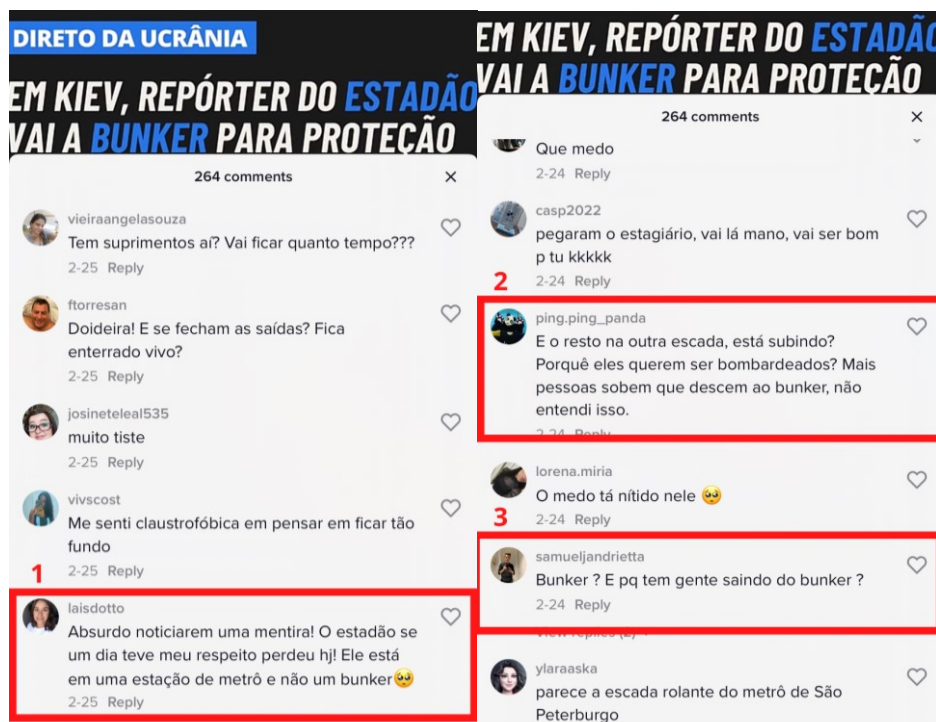 DIRETO DA UCRÂNIA
EM KIEV, REPÓRTER DO ESTADÃO
VAI A BUNKER PARA PROTEÇÃO
264 comments
vieiraangelasouza
Tem suprimentos aí? Vai ficar quanto tempo???
2-25 Reply
ftorresan
Doideira! E se fecham as saídas? Fica
enterrado vivo?
2-25 Reply
josineteleal535
muito tiste
2-25 Reply
vivscost
Me senti claustrofóbica em pensar em ficar tão
fundo
1
2-25 Reply
laisdotto
Absurdo noticiarem uma mentira! O estadão se
um dia teve meu respeito perdeu hj! Ele está
em uma estação de metrô e não um bunker🥺
2-25 Reply
EM KIEV, REPÓRTER DO ESTADÃO
VAI A BUNKER PARA PROTEÇÃO
264 comments
Que medo
2-24 Reply
casp2022
pegaram o estagiário, vai lá mano, vai ser bom
p tu kkkkk
2
2-24 Reply
ping.ping_panda
E o resto na outra escada, está subindo?
Porquê eles querem ser bombardeados? Mais
pessoas sobem que descem ao bunker, não
entendi isso.
2-24 Reply
lorena.miria
O medo tá nítido nele 🥺
3
2-24 Reply
samueljandrietta
Bunker ? E pq tem gente saindo do bunker ?
2-24 Reply
View replies (2)
ylaraaska
parece a escada rolante do metrô de São
Peterburgo